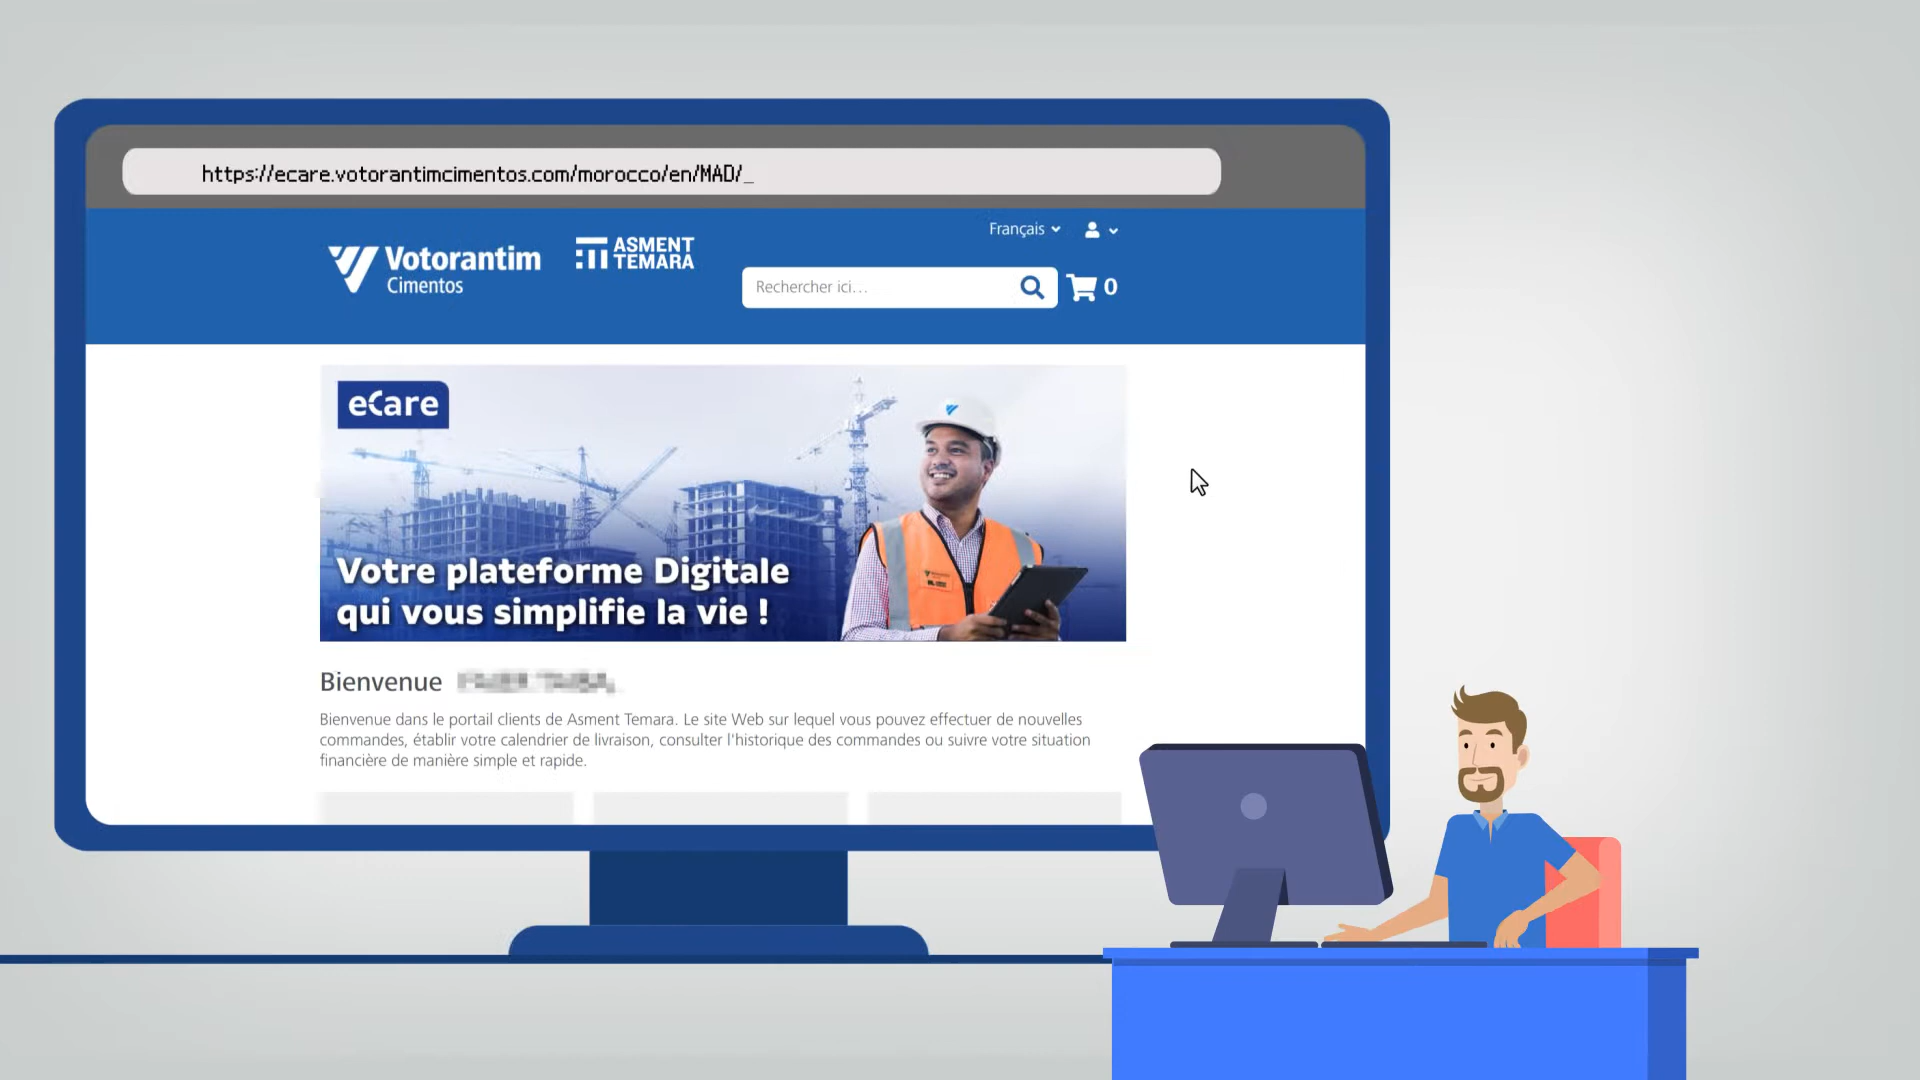 https://ecare.votorantimcimentos.com/morocco/en/MAD/_
Français
Votorantim
Cimentos
ASMENT
TEMARA
Rechercher ici...
0
eCare
Votre plateforme Digitale
qui vous simplifie la vie !
Bienvenue
Bienvenue dans le portail clients de Asment Temara. Le site Web sur lequel vous pouvez effectuer de nouvelles
commandes, établir votre calendrier de livraison, consulter l'historique des commandes ou suivre votre situation
financière de manière simple et rapide.